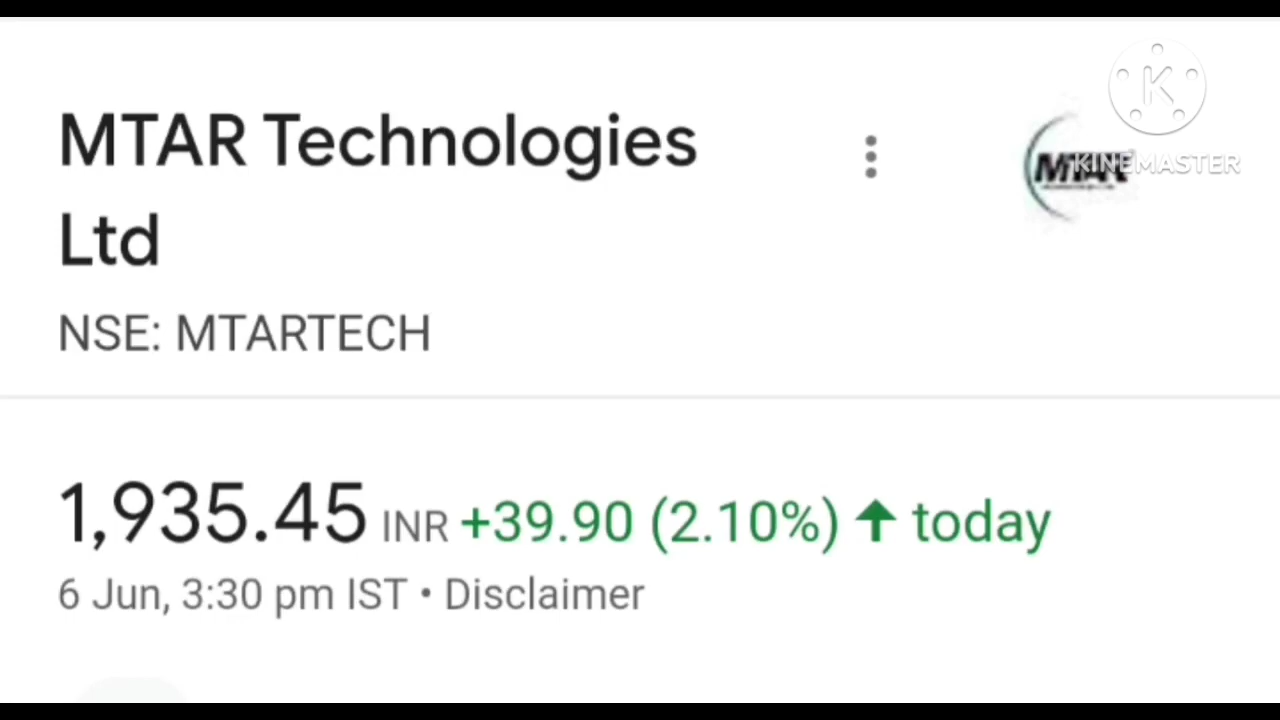 MTAR Technologies
Ltd
NSE: MTARTECH
MTAR
KINEMASTER
1,935.45 INR +39.90 (2.10%) ↑ today
6 Jun, 3:30 pm IST • Disclaimer